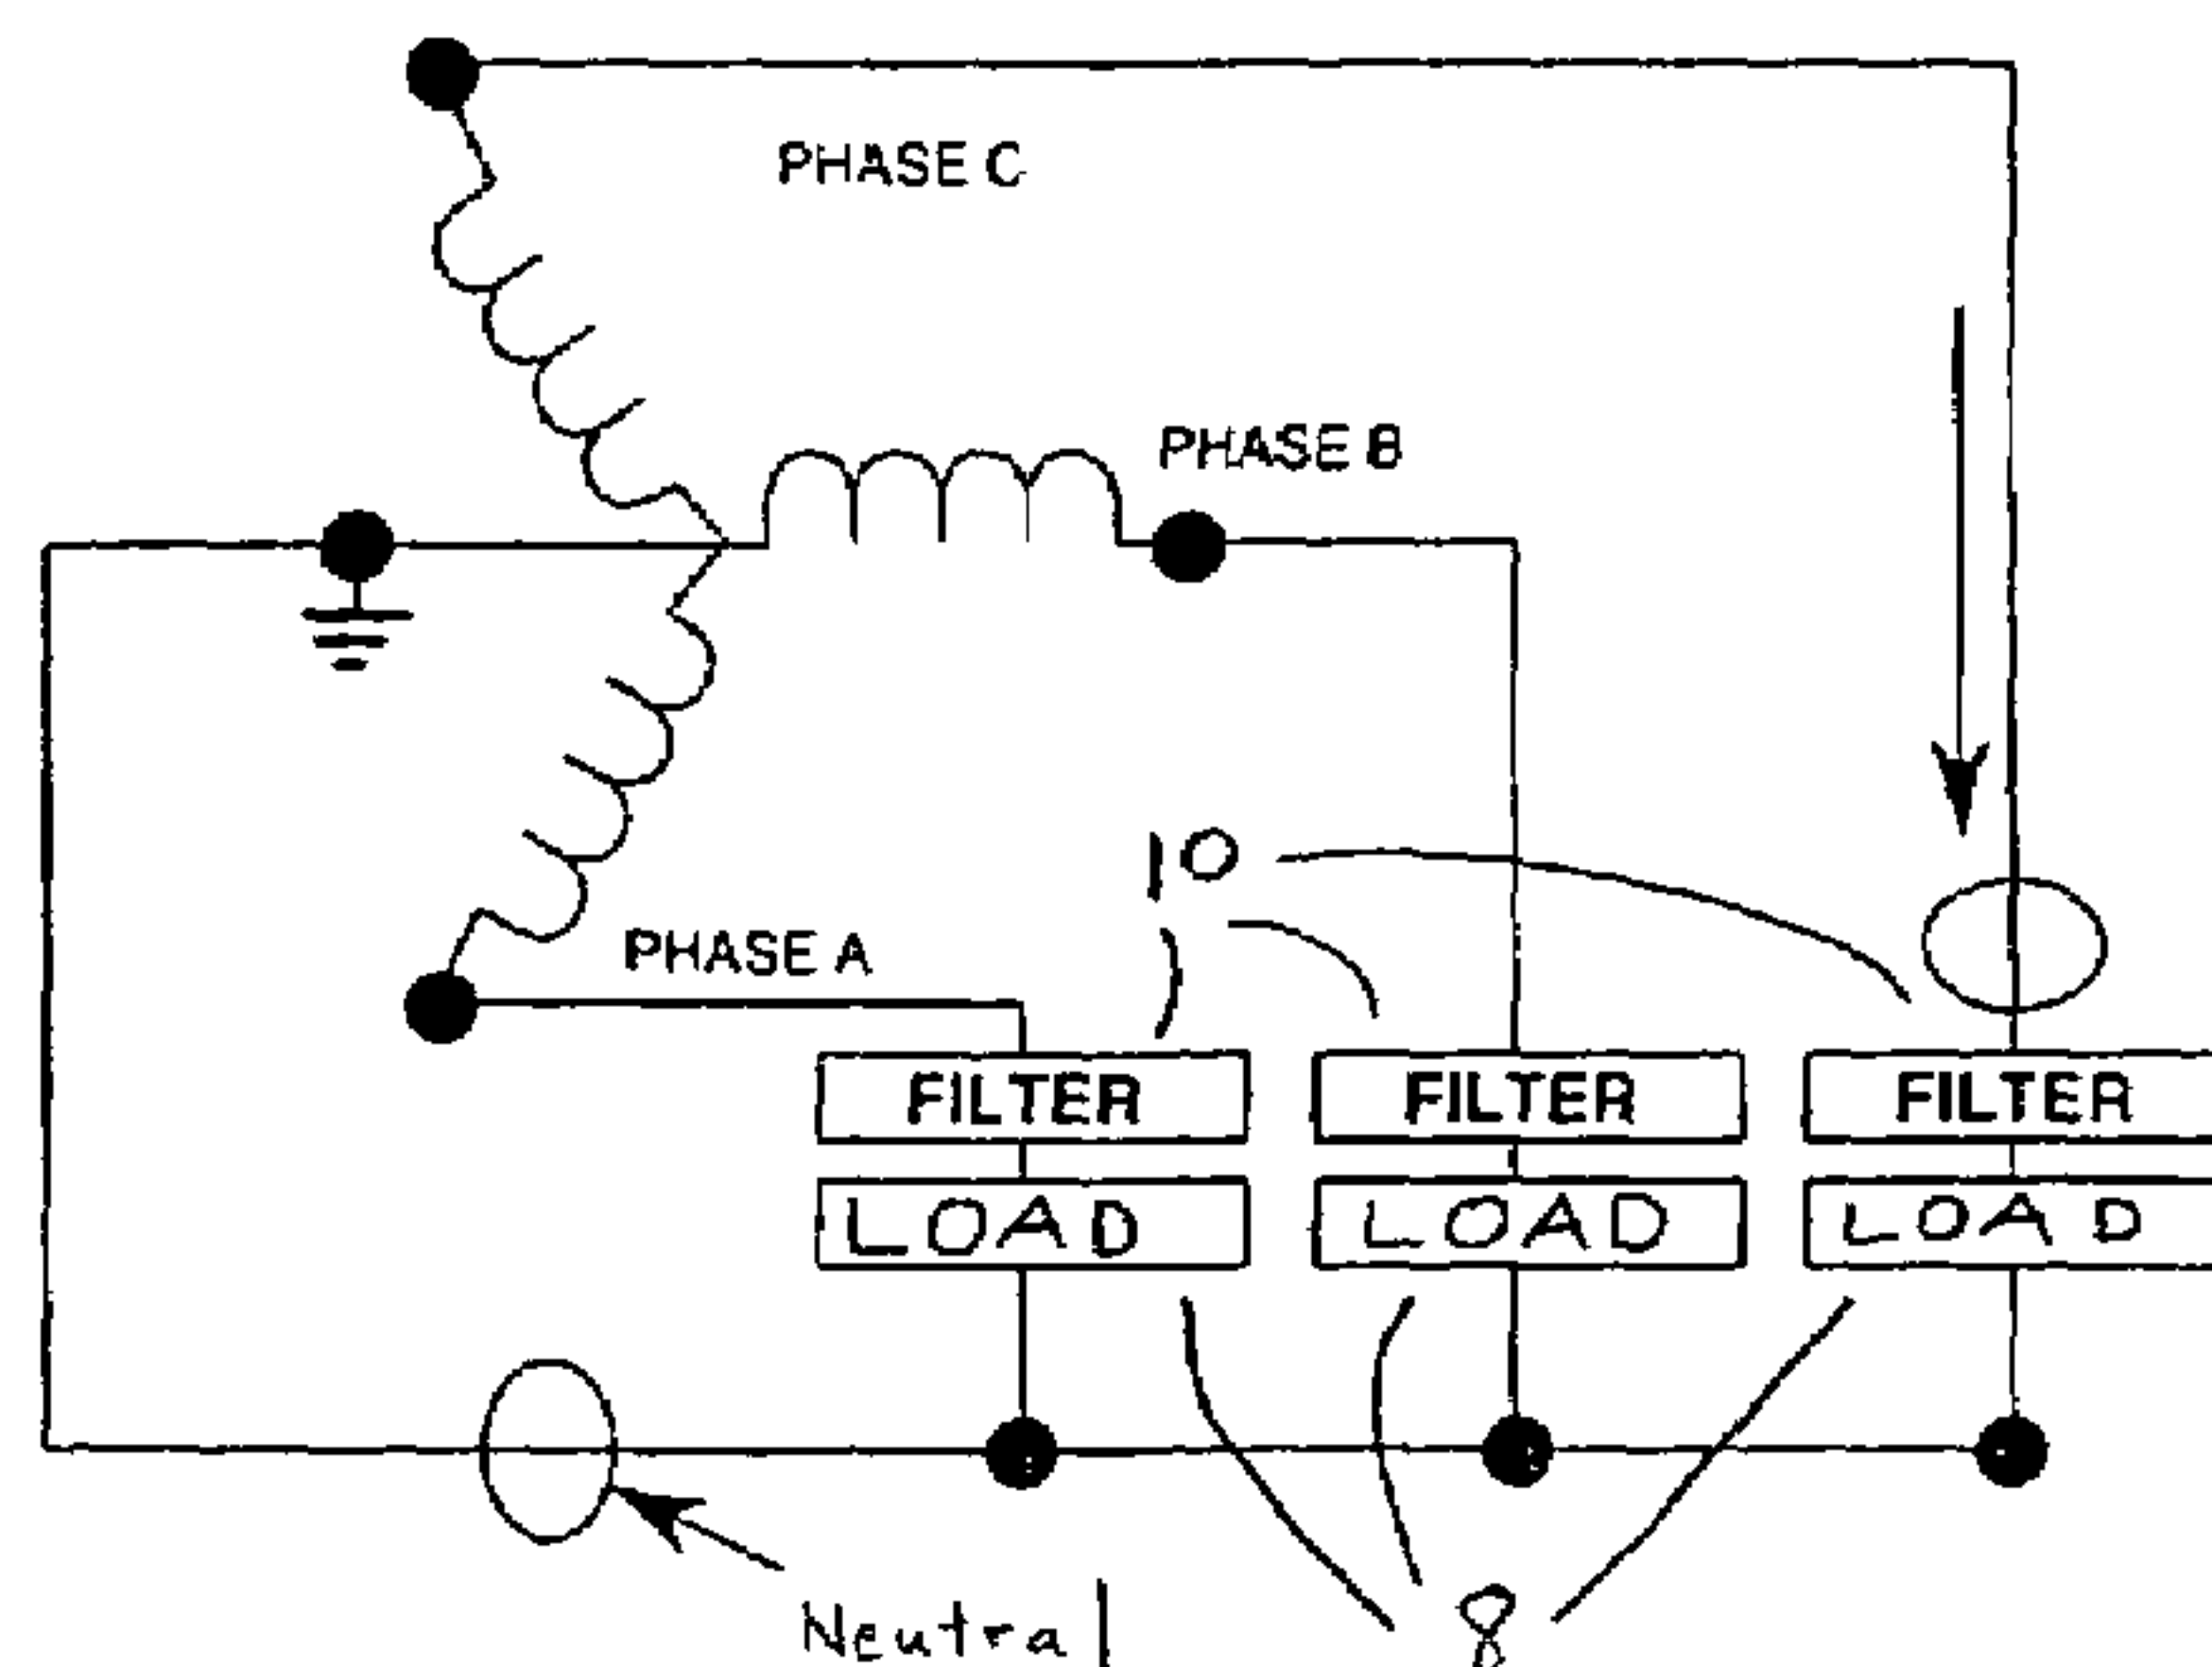 PHASE C
PHASE B
10
PHASE A
FILTER FILTER FILTER
LOAD LOAD LOAD
Neutral 8